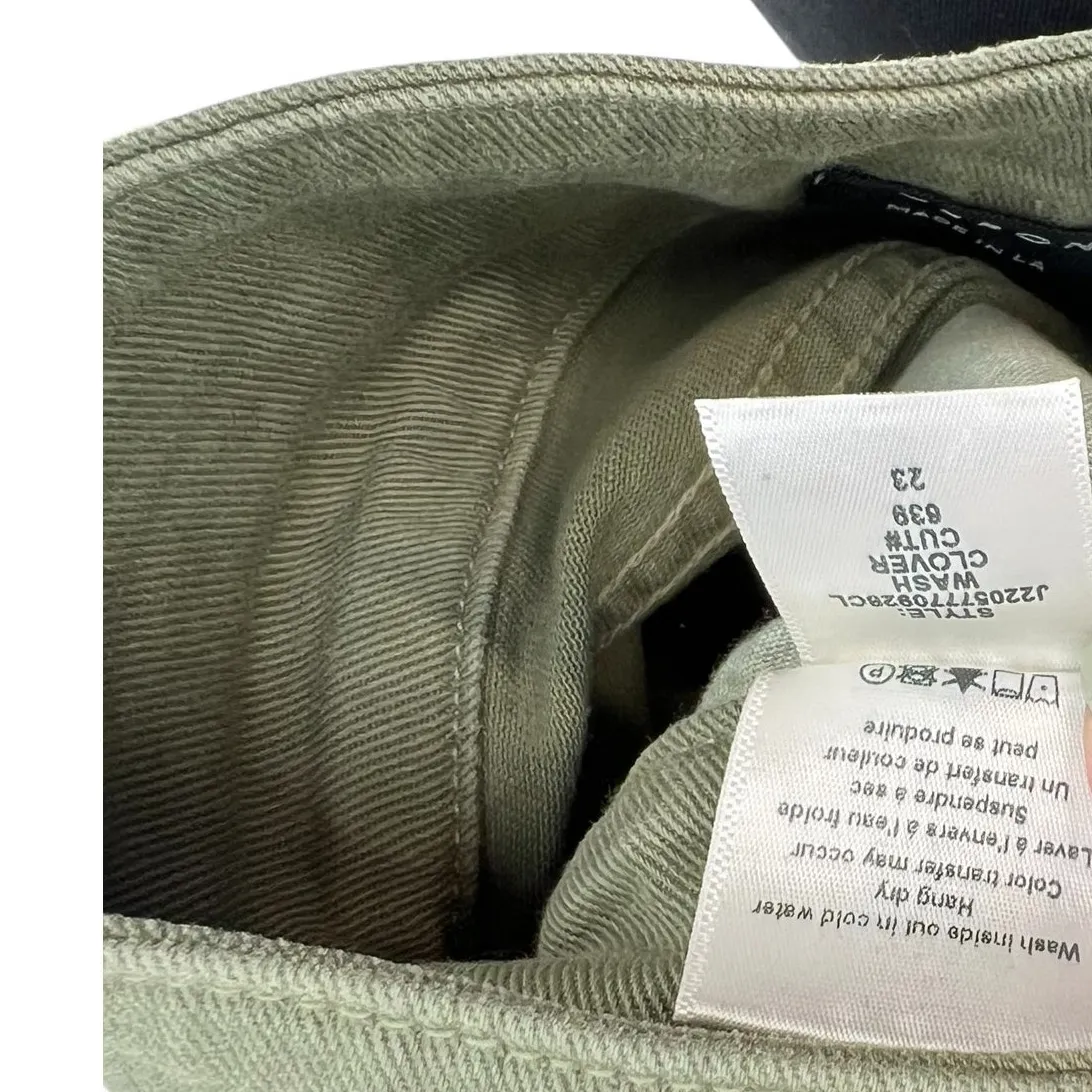 MADE IN LA
Wash inside out in cold water
Hang dry
Color transfer may occur
Laver à l'envers à l'eau froide
Suspendre à sec
Un transfert de couleur
peut se produire
P
STYLE:
J22057770928CL
WASH
CLOVER
CUT#
639
23